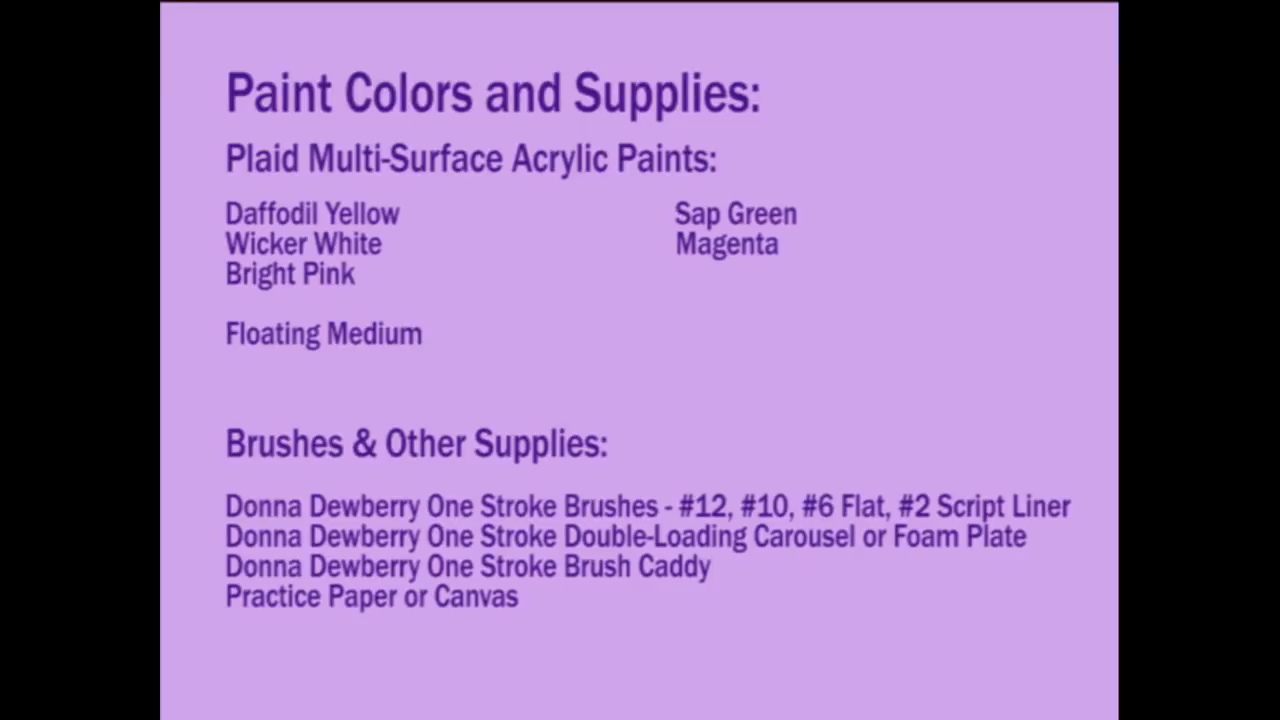 Paint Colors and Supplies:
Plaid Multi-Surface Acrylic Paints:
Daffodil Yellow
Wicker White
Bright Pink
Sap Green
Magenta
Floating Medium
Brushes & Other Supplies:
Donna Dewberry One Stroke Brushes - #12, #10, #6 Flat, #2 Script Liner
Donna Dewberry One Stroke Double-Loading Carousel or Foam Plate
Donna Dewberry One Stroke Brush Caddy
Practice Paper or Canvas